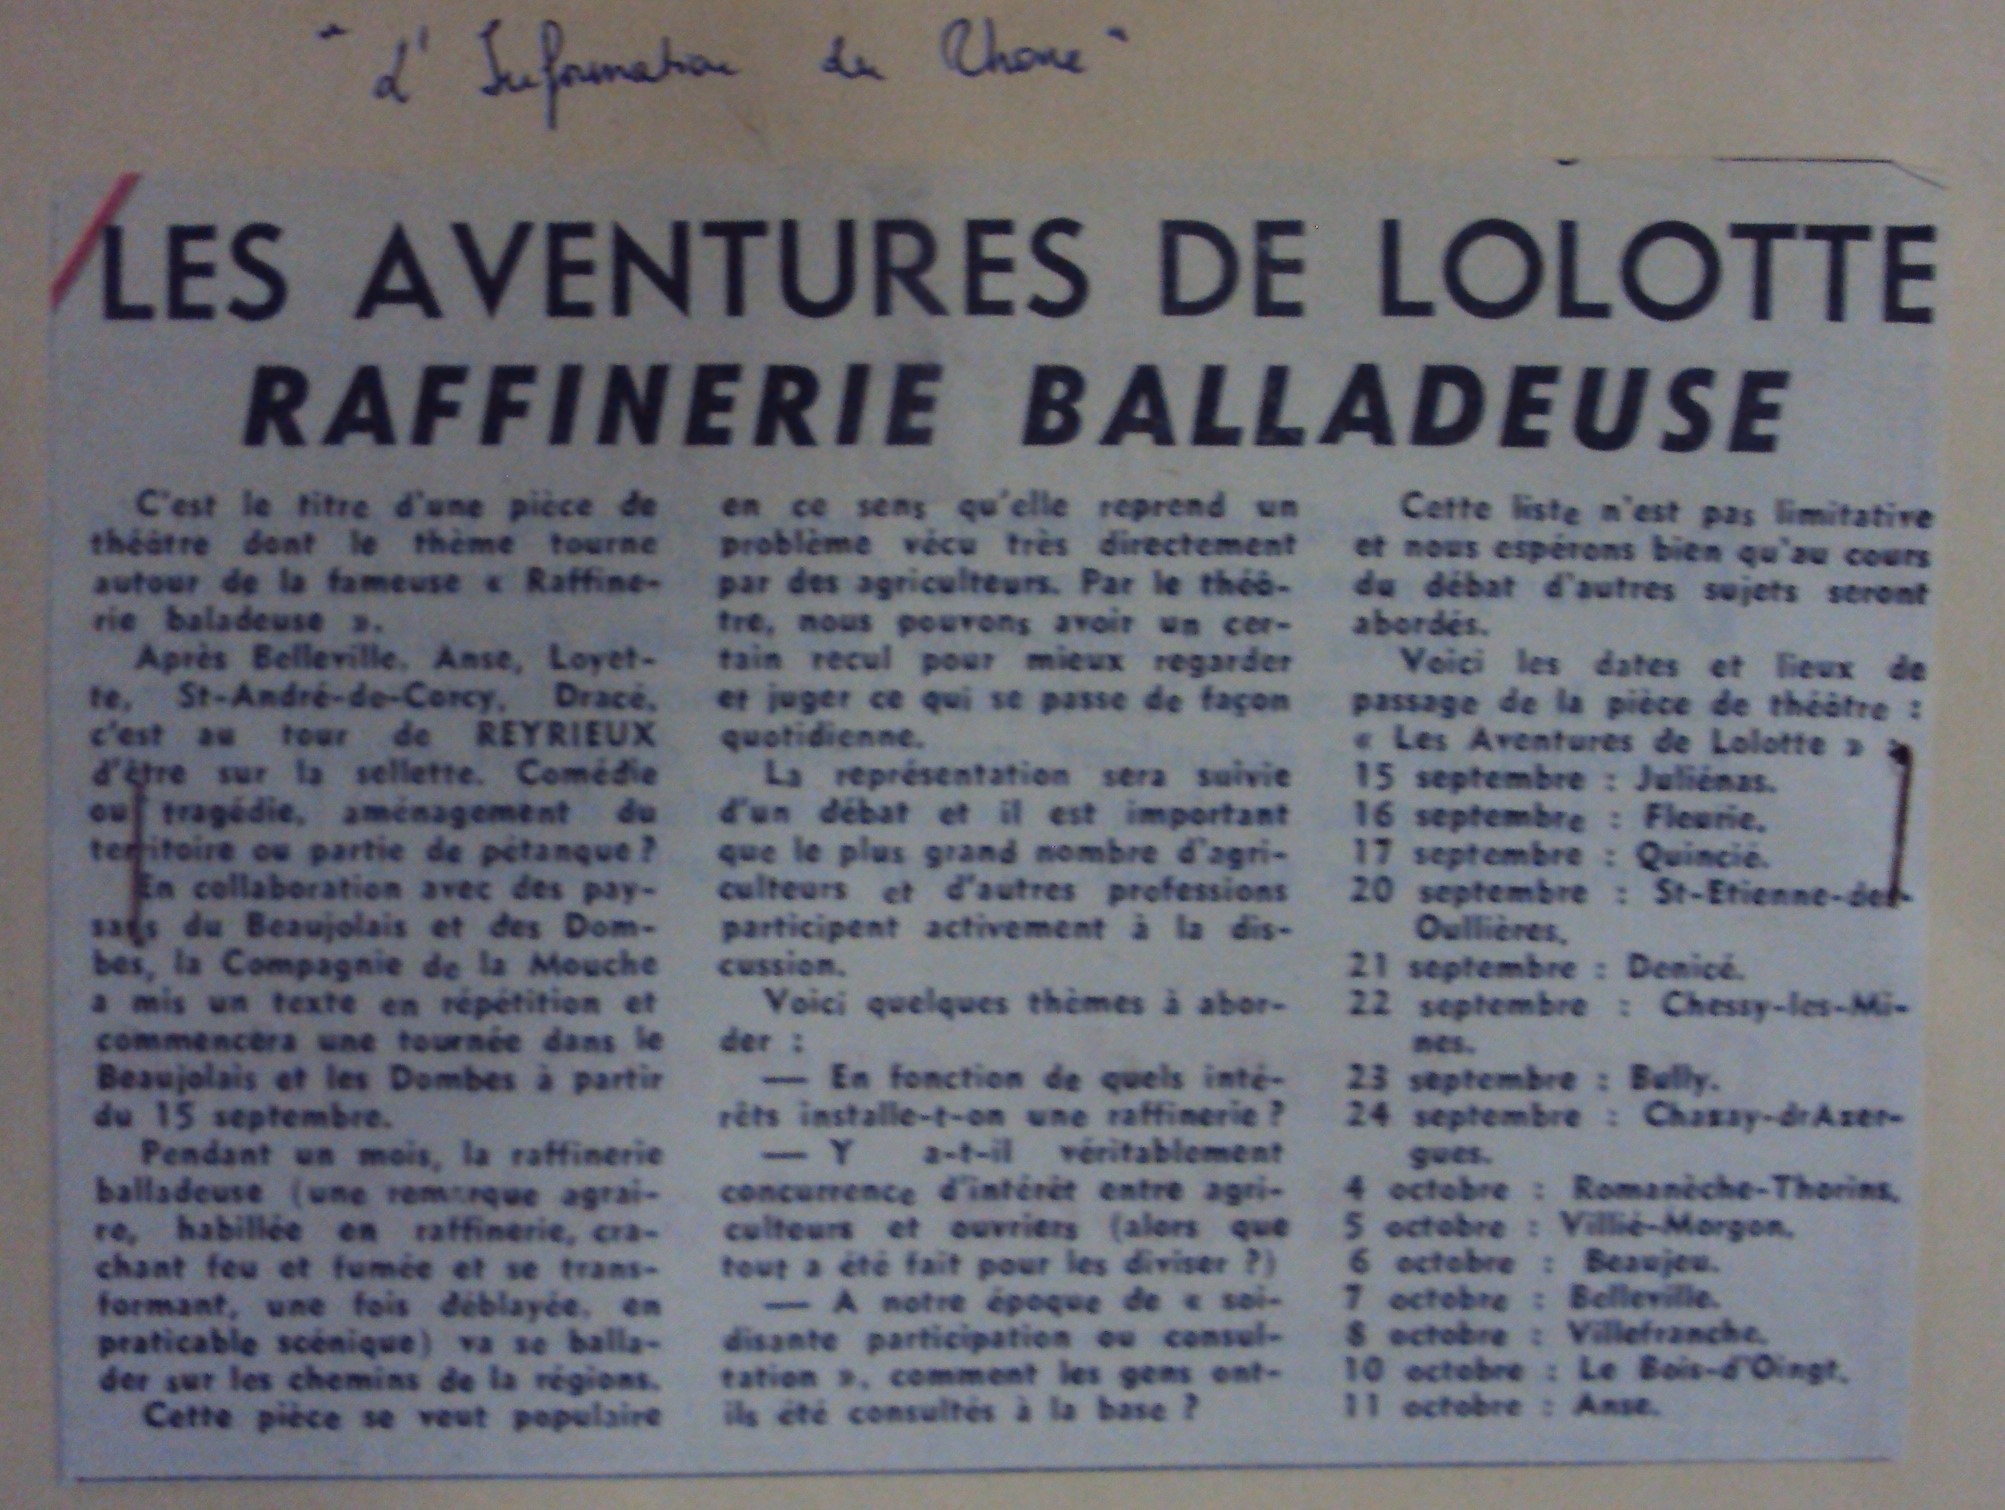 "L'Information du Rhone"
LES AVENTURES DE LOLOTTE
RAFFINERIE BALLADEUSE
C'est le titre d'une pièce de
théâtre dont le thème tourne
autour de la fameuse « Raffine-
rie baladeuse ».
Après Belleville, Anse, Loyet-
te, St-André-de-Corcy, Dracé,
c'est au tour de REYRIEUX
d'être sur la sellette. Comédie
ou tragédie, aménagement du
territoire ou partie de pétanque ?
En collaboration avec des pay-
sans du Beaujolais et des Dom-
bes, la Compagnie de la Mouche
a mis un texte en répétition et
commencera une tournée dans le
Beaujolais et les Dombes à partir
du 15 septembre.
Pendant un mois, la raffinerie
balladeuse (une remorque agrai-
re, habillée en raffinerie, cra-
chant feu et fumée et se trans-
formant, une fois déblayée, en
praticable scénique) va se balla-
der sur les chemins de la régions.
Cette pièce se veut populaire
en ce sens qu'elle reprend un
problème vécu très directement
par des agriculteurs. Par le théâ-
tre, nous pouvons avoir un cer-
tain recul pour mieux regarder
et juger ce qui se passe de façon
quotidienne.
La représentation sera suivie
d'un débat et il est important
que le plus grand nombre d'agri-
culteurs et d'autres professions
participent activement à la dis-
cussion.
Voici quelques thèmes à abor-
der :
— En fonction de quels inté-
rêts installe-t-on une raffinerie ?
— Y a-t-il véritablement
concurrence d'intérêt entre agri-
culteurs et ouvriers (alors que
tout a été fait pour les diviser ?)
— A notre époque de « soi-
disante participation ou consul-
tation », comment les gens ont-
ils été consultés à la base ?
Cette liste n'est pas limitative
et nous espérons bien qu'au cours
du débat d'autres sujets seront
abordés.
Voici les dates et lieux de
passage de la pièce de théâtre :
« Les Aventures de Lolotte » »
15 septembre : Juliénas.
16 septembre : Fleurie.
17 septembre : Quincié.
20 septembre : St-Etienne-des-
Oullières.
21 septembre : Denicé.
22 septembre : Chessy-les-Mi-
nes.
23 septembre : Bully.
24 septembre : Chazay-d'Azer-
gues.
4 octobre : Romanèche-Thorins.
5 octobre : Villié-Morgon.
6 octobre : Beaujeu.
7 octobre : Belleville.
8 octobre : Villefranche.
10 octobre : Le Bois-d'Oingt.
11 octobre : Anse.